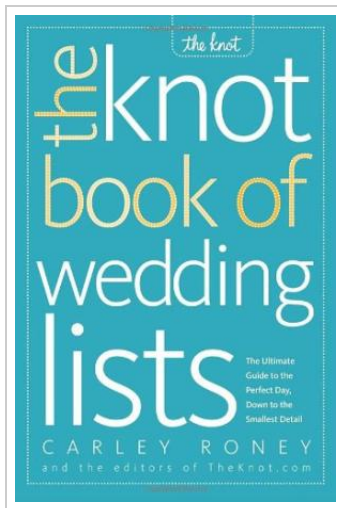 the knot
the knot
book of
wedding
lists
The Ultimate
Guide to the
Perfect Day,
Down to the
Smallest Detail
CARLEY RONEY
and the editors of TheKnot.com